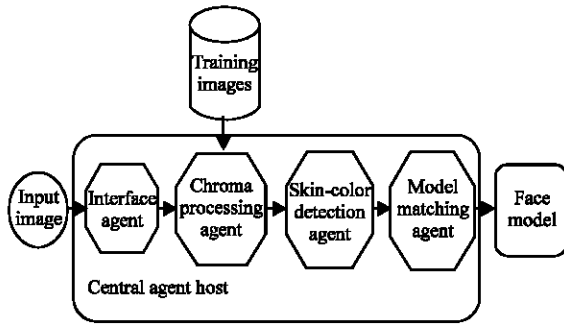 Training
images
Input
image
Interface
agent
Chroma
processing
agent
Skin-color
detection
agent
Model
matching
agent
Face
model
Central agent host